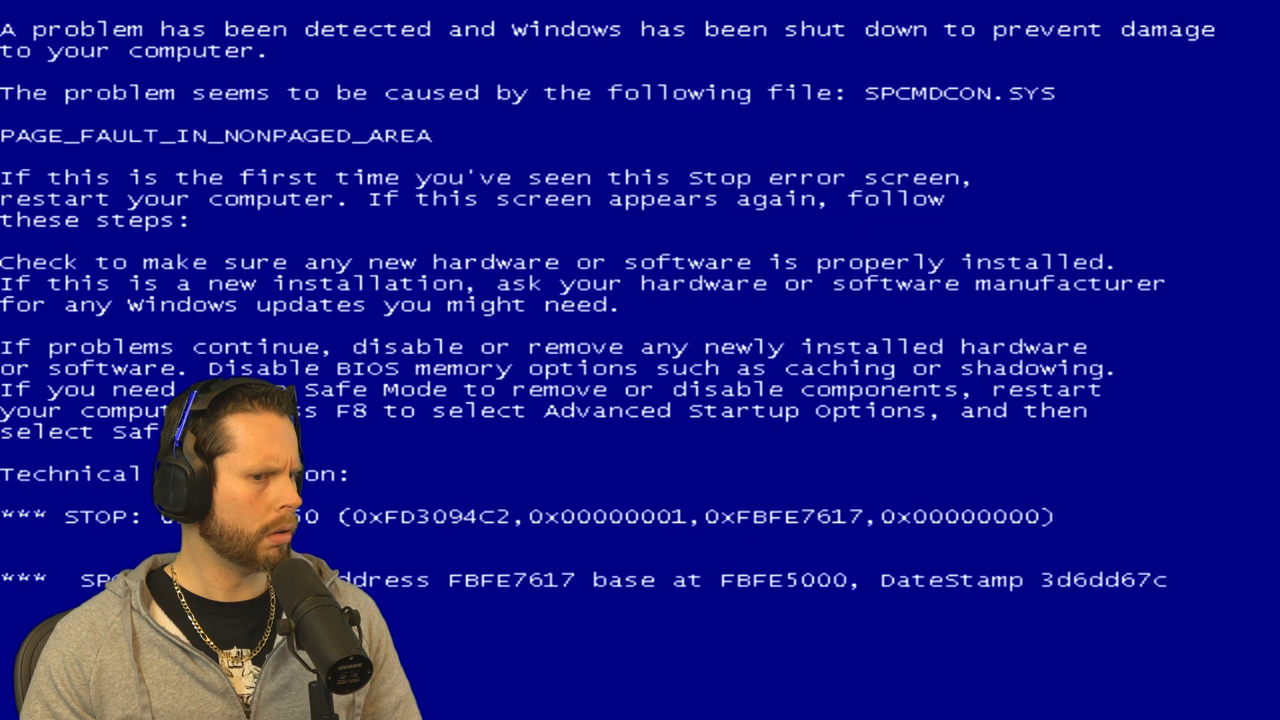 A problem has been detected and Windows has been shut down to prevent damage
to your computer.
The problem seems to be caused by the following file: SPCMDCON.SYS
PAGE_FAULT_IN_NONPAGED_AREA
If this is the first time you've seen this Stop error screen,
restart your computer. If this screen appears again, follow
these steps:
Check to make sure any new hardware or software is properly installed.
If this is a new installation, ask your hardware or software manufacturer
for any Windows updates you might need.
If problems continue, disable or remove any newly installed hardware
or software. Disable BIOS memory options such as caching or shadowing.
If you need Safe Mode to remove or disable components, restart
your F8 to select Advanced Startup Options, and then
select
Technical
*** STOP: (0xFD3094C2,0x00000001,0xFBFE7617,0x00000000)
*** FBFE7617 base at FBFE5000, DateStamp 3d6dd67c